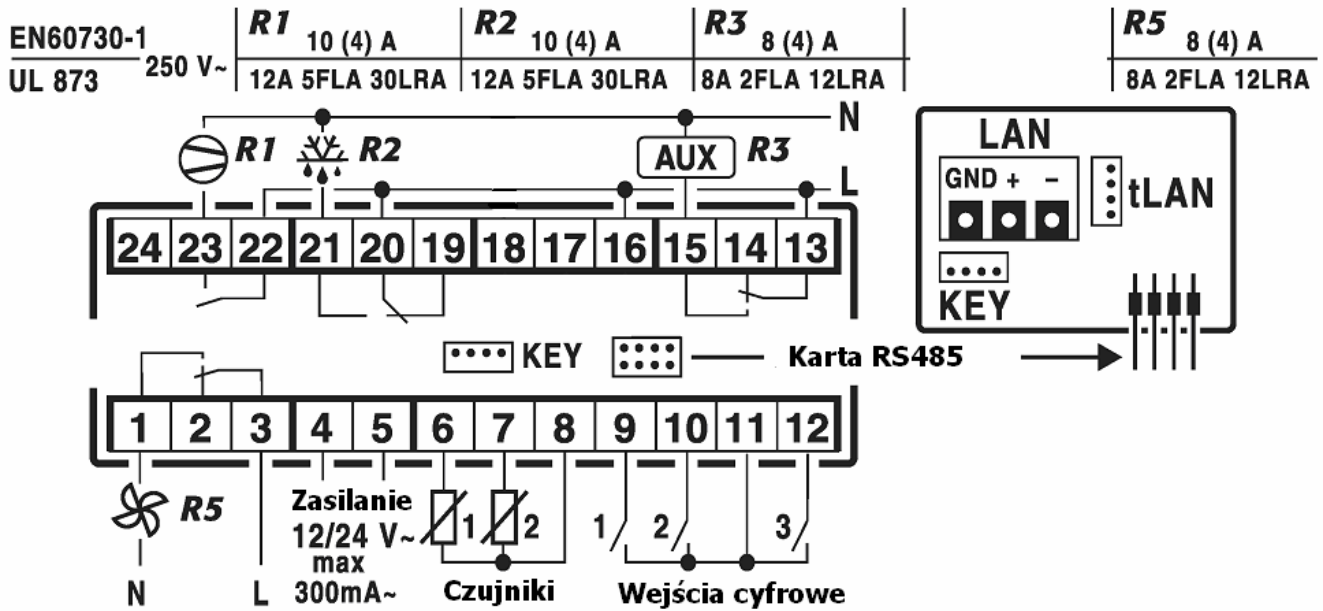 EN60730-1
UL 873
250 V~
R1 10 (4) A
12A 5FLA 30LRA
R2 10 (4) A
12A 5FLA 30LRA
R3 8 (4) A
8A 2FLA 12LRA
R5 8 (4) A
8A 2FLA 12LRA
N
R1 R2 AUX R3
L
24 23 22 21 20 19 18 17 16 15 14 13
LAN
GND + -
tLAN
KEY
KEY
Karta RS485
1 2 3 4 5 6 7 8 9 10 11 12
R5
N
L
Zasilanie
12/24 V~
max
300mA~
1 2
Czujniki
1 2 3
Wejścia cyfrowe